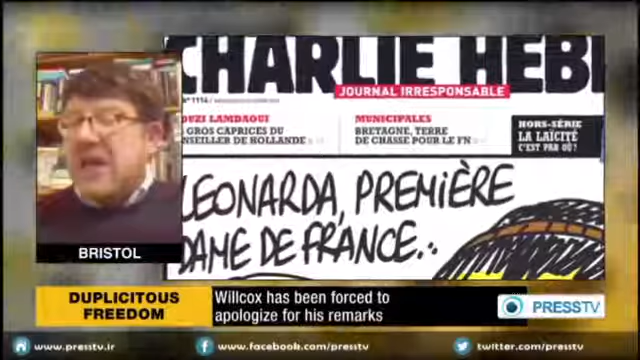 CHARLIE HEB
JOURNAL IRRESPONSABLE
N° 1114
OUZI LAMDAOUI
GROS CAPRICES DU
NSEILLER DE HOLLANDE
MUNICIPALES
BRETAGNE, TERRE
DE CHASSE POUR LE FN
HORS-SÉRIE
LA LAÏCITÉ
C'EST PAR OÙ?
LEONARDA, PREMIÈRE
DAME DE FRANCE..
BRISTOL
DUPLICITOUS
FREEDOM
Willcox has been forced to
apologize for his remarks
PRESSTV
www.presstv.ir
www.facebook.com/presstv
twitter.com/presstv